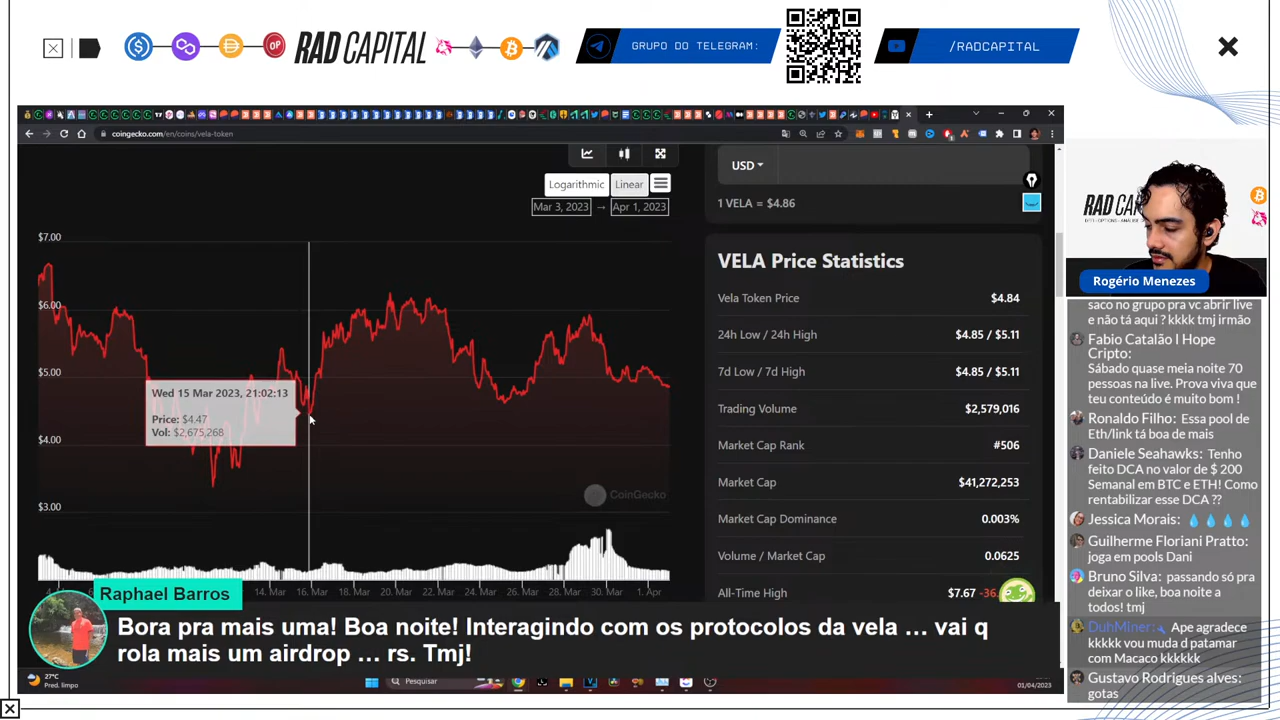 RAD CAPITAL
GRUPO DO TELEGRAM:
/RADCAPITAL
coingecko.com/en/coins/vela-token
Logarithmic
Linear
Mar 3, 2023 → Apr 1, 2023
$7.00
$6.00
$5.00
$4.00
$3.00
Wed 15 Mar 2023, 21:02:13
Price: $4.47
Vol: $2,675,268
CoinGecko
14. Mar 16. Mar 18. Mar 20. Mar 22. Mar 24. Mar 26. Mar 28. Mar 30. Mar 1. Apr
USD
1 VELA = $4.86
VELA Price Statistics
Vela Token Price $4.84
24h Low / 24h High $4.85 / $5.11
7d Low / 7d High $4.85 / $5.11
Trading Volume $2,579,016
Market Cap Rank #506
Market Cap $41,272,253
Market Cap Dominance 0.003%
Volume / Market Cap 0.0625
All-Time High $7.67 -36.
Raphael Barros
Bora pra mais uma! Boa noite! Interagindo com os protocolos da vela ... vai q
rola mais um airdrop ... rs. Tmj!
27°C
Pred. limpo
Pesquisar
01/04/2023
RAD CA
Rogério Menezes
saco no grupo pra vc abrir live
e não tá aqui ? kkkk tmj irmão
Fabio Catalão I Hope
Cripto:
Sábado quase meia noite 70
pessoas na live. Prova viva que
teu conteúdo é muito bom !
Ronaldo Filho: Essa pool de
Eth/link tá boa de mais
Daniele Seahawks: Tenho
feito DCA no valor de $ 200
Semanal em BTC e ETH! Como
rentabilizar esse DCA ??
Jessica Morais:
Guilherme Floriani Pratto:
joga em pools Dani
Bruno Silva: passando só pra
deixar o like, boa noite a
todos! tmj
DuhMiner: Ape agradece
kkkkk vou muda d patamar
com Macaco kkkkkk
Gustavo Rodrigues alves:
gotas